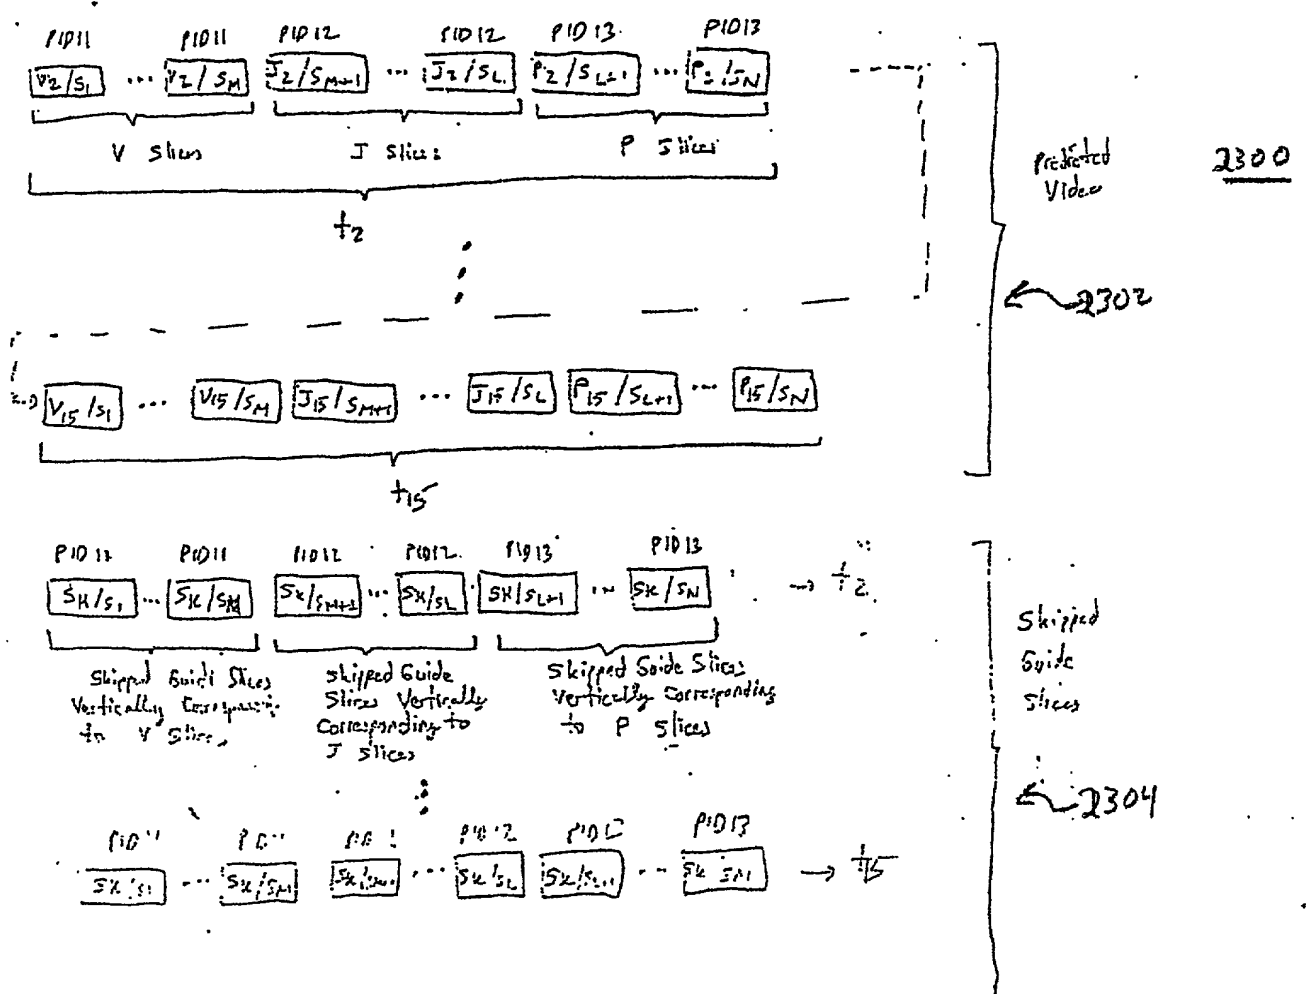 PID11 PID11 PID12 PID12 PID13 PID13
V2/S1 ... V2/SM J2/SM+1 ... J2/SL P2/SL+1 ... P2/SN
V Slices J Slices P Slices
t2
Predicted
Video
2300
2302
V15/S1 ... V15/SM J15/SM+1 ... J15/SL P15/SL+1 ... P15/SN
t15
PID11 PID11 PID12 PID12 PID13 PID13
SK/S1 ... SK/SM SK/SM+1 ... SK/SL SK/SL+1 ... SK/SN → t2
Skipped Guide Slices
Vertically Corresponding
to V Slices
Skipped Guide
Slices Vertically
Corresponding to
J Slices
Skipped Guide Slices
Vertically Corresponding
to P Slices
Skipped
Guide
Slices
2304
PID12 PID13
SK/S1 ... SK/SM ... SK/SL SK/SL+1 ... → t15